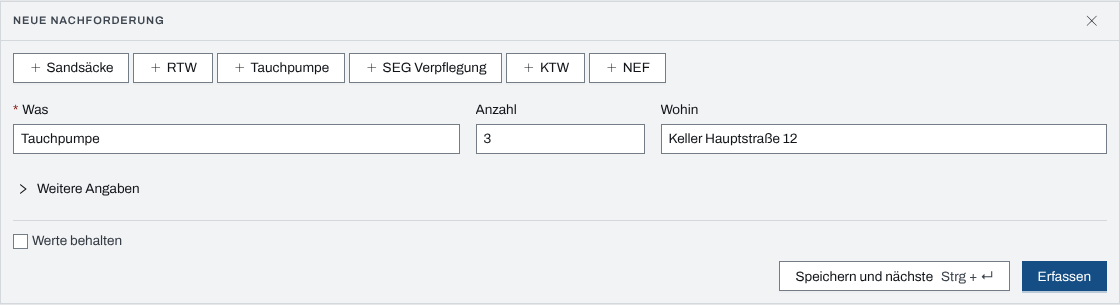 NEUE NACHFORDERUNG
+ Sandsäcke + RTW + Tauchpumpe + SEG Verpflegung + KTW + NEF
* Was Anzahl Wohin
Tauchpumpe 3 Keller Hauptstraße 12
Weitere Angaben
Werte behalten
Speichern und nächste Strg + ↵ Erfassen